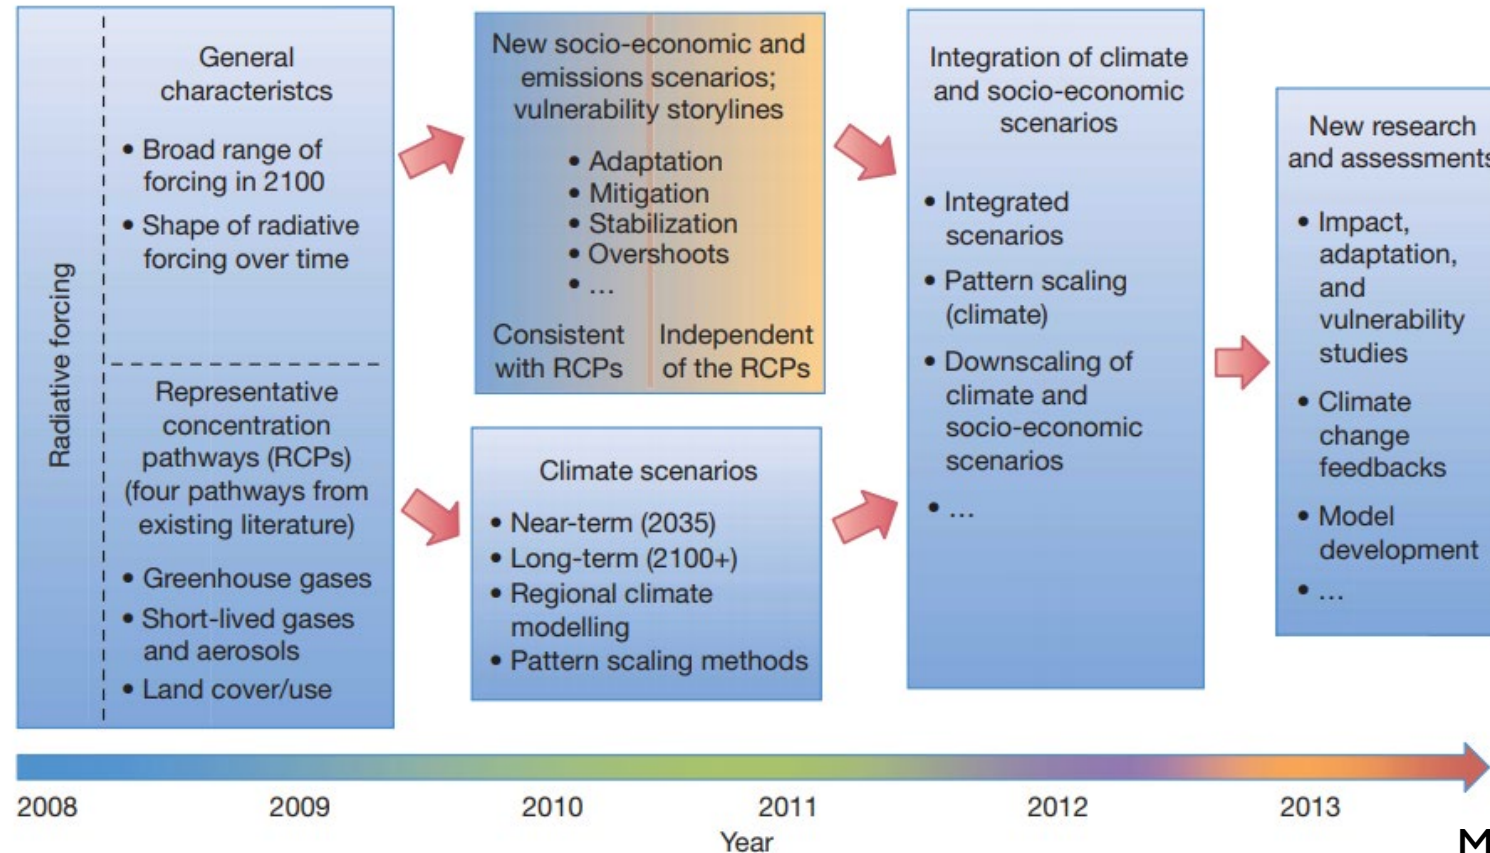 Radiative forcing
General
characteristcs
• Broad range of
forcing in 2100
• Shape of radiative
forcing over time
Representative
concentration
pathways (RCPs)
(four pathways from
existing literature)
• Greenhouse gases
• Short-lived gases
and aerosols
• Land cover/use
New socio-economic and
emissions scenarios;
vulnerability storylines
• Adaptation
• Mitigation
• Stabilization
• Overshoots
• ...
Consistent
with RCPs
Independent
of the RCPs
Climate scenarios
• Near-term (2035)
• Long-term (2100+)
• Regional climate
modelling
• Pattern scaling methods
Integration of climate
and socio-economic
scenarios
• Integrated
scenarios
• Pattern scaling
(climate)
• Downscaling of
climate and
socio-economic
scenarios
• ...
New research
and assessments
• Impact,
adaptation,
and
vulnerability
studies
• Climate
change
feedbacks
• Model
development
• ...
2008 2009 2010 2011 2012 2013
Year
M